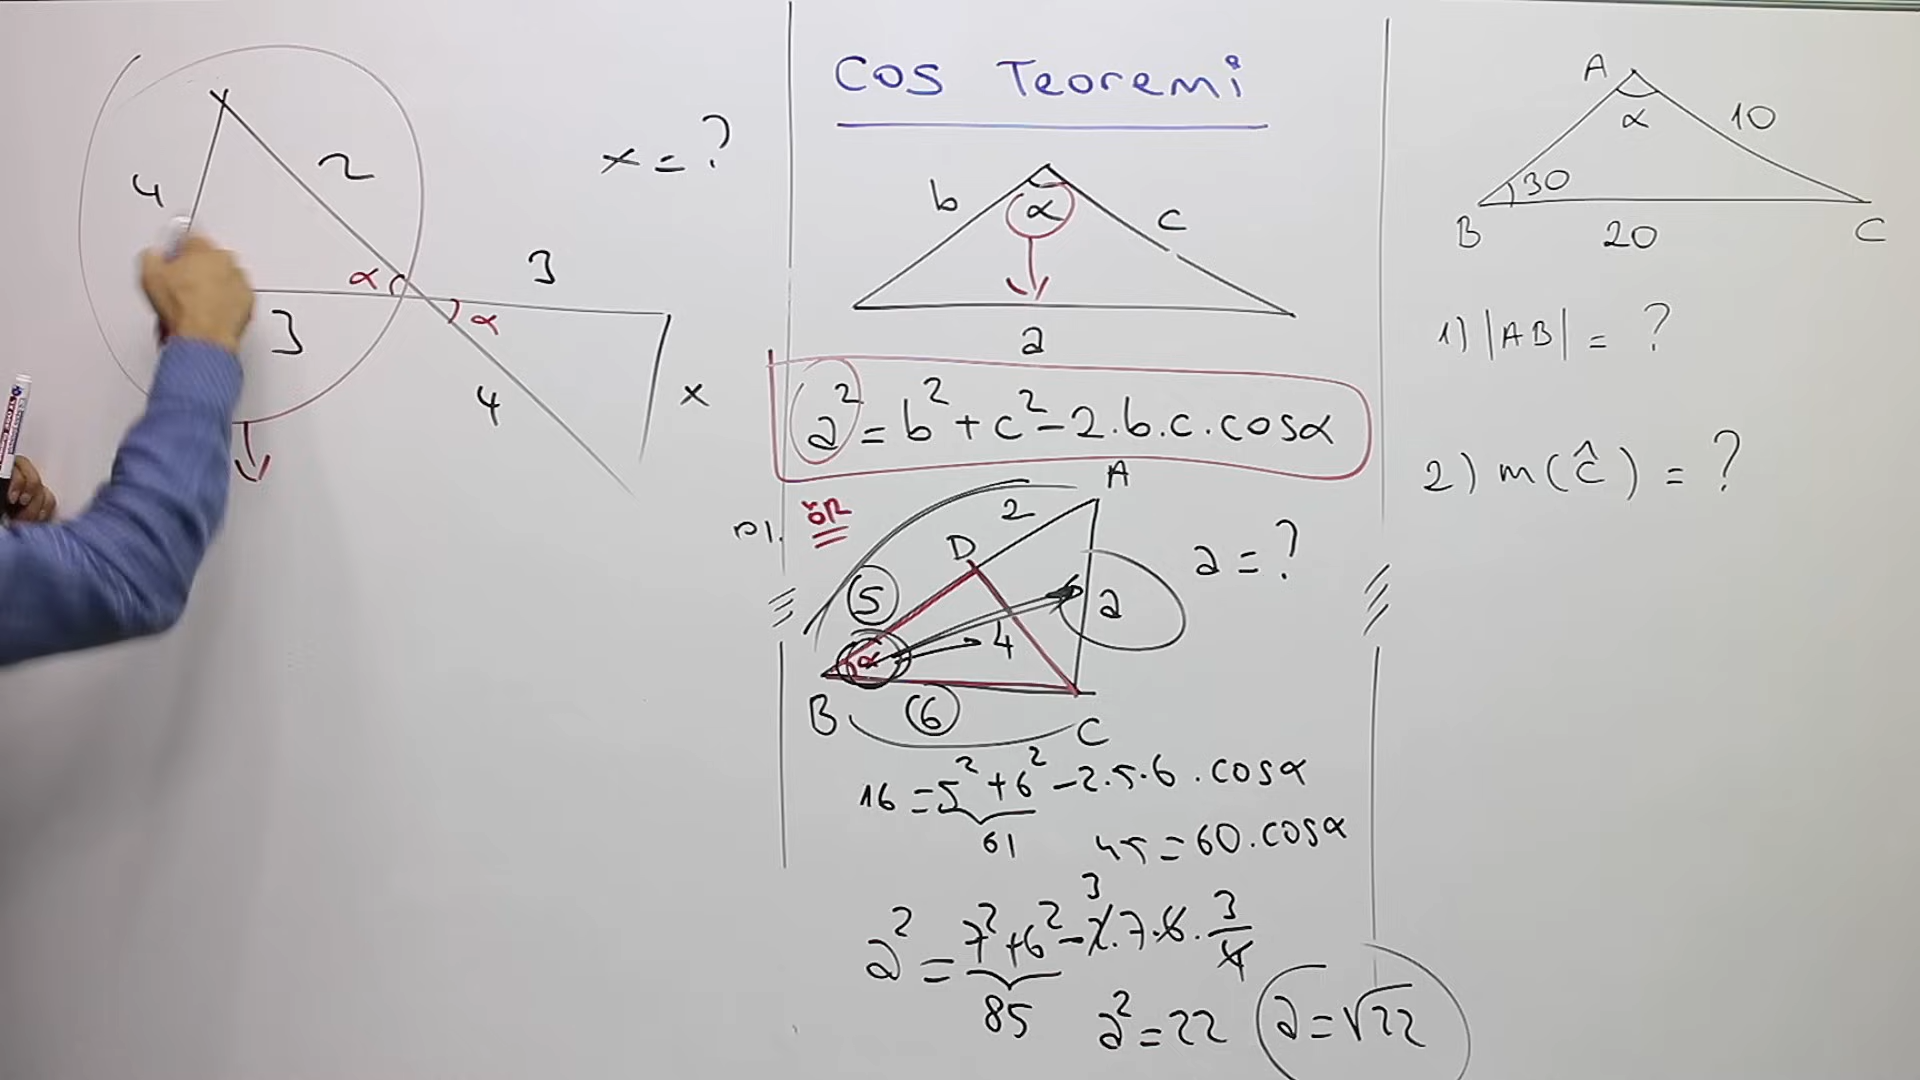 4
2
x = ?
α
3
3
α
4
x
Cos Teoremi
b
α
c
a
a² = b² + c² - 2.b.c.cosα
ÖR
A
2
D
a = ?
5
a
α
4
B
6
C
16 = 5² + 6² - 2.5.6.cosα
61
45 = 60.cosα
3
a² = 7² + 6² - 2.7.6.3/4
85
a² = 22
a = √22
A
α
10
30
B
20
C
1) |AB| = ?
2) m(Ĉ) = ?